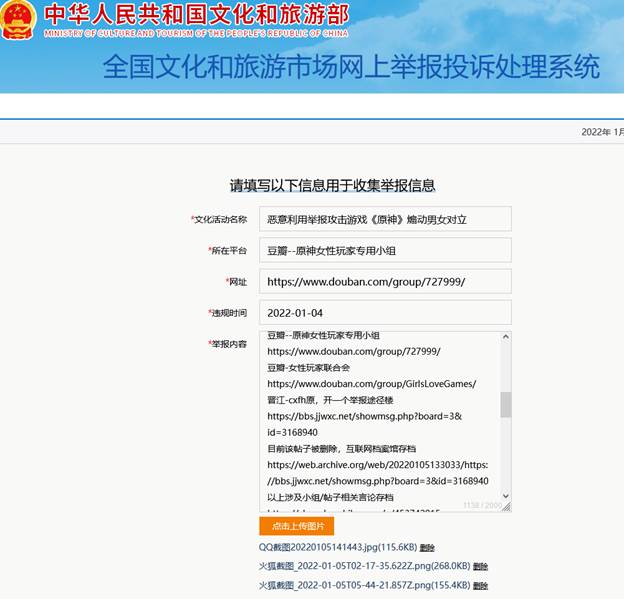 中华人民共和国文化和旅游部
MINISTRY OF CULTURE AND TOURISM OF THE PEOPLE'S REPUBLIC OF CHINA
全国文化和旅游市场网上举报投诉处理系统
2022年 1月
请填写以下信息用于收集举报信息
*文化活动名称 恶意利用举报攻击游戏《原神》煽动男女对立
*所在平台 豆瓣--原神女性玩家专用小组
*网址 https://www.douban.com/group/727999/
*违规时间 2022-01-04
*举报内容 豆瓣--原神女性玩家专用小组
https://www.douban.com/group/727999/
豆瓣-女性玩家联合会
https://www.douban.com/group/GirlsLoveGames/
晋江-cxfh原，开一个举报途径楼
https://bbs.jjwxc.net/showmsg.php?board=3&
id=3168940
目前该帖子被删除，互联网档案馆存档
https://web.archive.org/web/20220105133033/https:
//bbs.jjwxc.net/showmsg.php?board=3&id=3168940
以上涉及小组/帖子相关言论存档
1138 / 2000
点击上传图片
QQ截图20220105141443.jpg(115.6KB) 删除
火狐截图_2022-01-05T02-17-35.622Z.png(268.0KB) 删除
火狐截图_2022-01-05T05-44-21.857Z.png(155.4KB) 删除